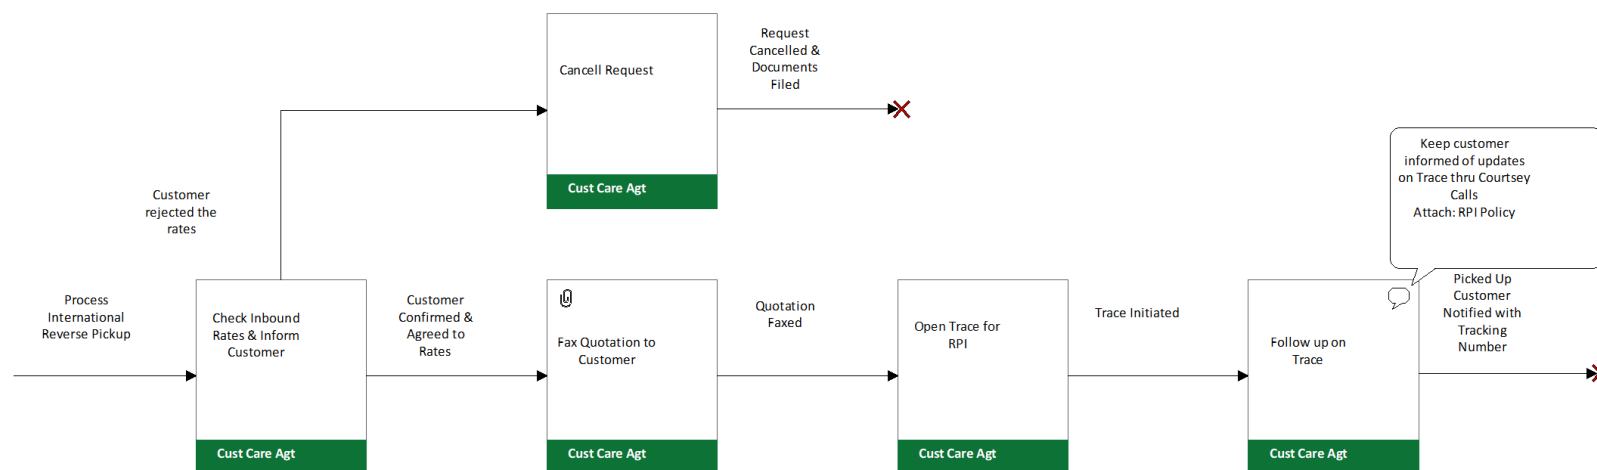 Cancell Request
Cust Care Agt
Request
Cancelled &
Documents
Filed
Customer
rejected the
rates
Keep customer
informed of updates
on Trace thru Courtsey
Calls
Attach: RPI Policy
Process
International
Reverse Pickup
Check Inbound
Rates & Inform
Customer
Cust Care Agt
Customer
Confirmed &
Agreed to
Rates
Fax Quotation to
Customer
Cust Care Agt
Quotation
Faxed
Open Trace for
RPI
Cust Care Agt
Trace Initiated
Follow up on
Trace
Cust Care Agt
Picked Up
Customer
Notified with
Tracking
Number